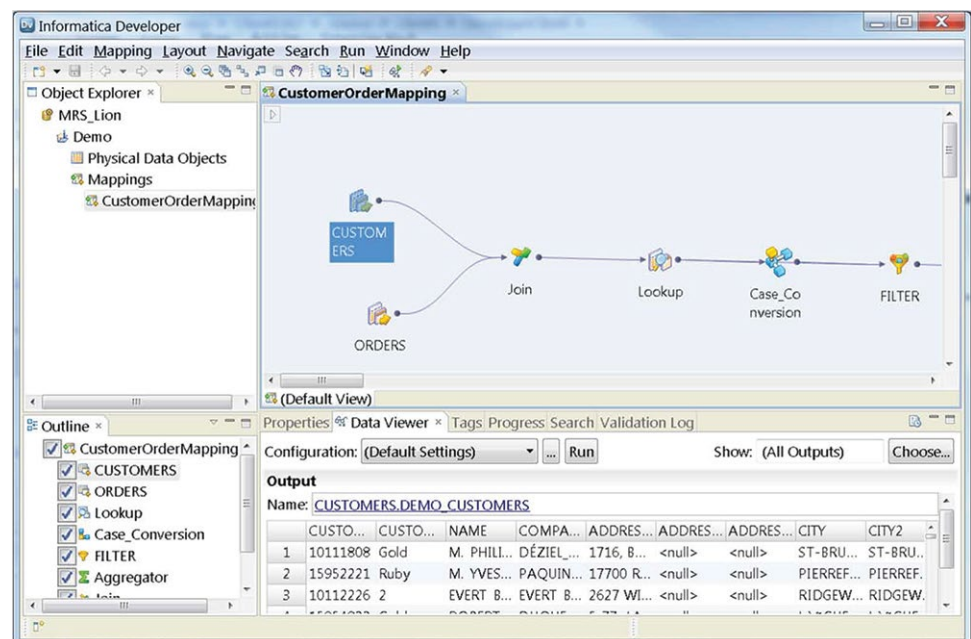 Informatica Developer
File Edit Mapping Layout Navigate Search Run Window Help
Object Explorer
MRS_Lion
Demo
Physical Data Objects
Mappings
CustomerOrderMapping
CustomerOrderMapping
CUSTOM
ERS
ORDERS
Join
Lookup
Case_Co
nversion
FILTER
(Default View)
Outline
CustomerOrderMapping
CUSTOMERS
ORDERS
Lookup
Case_Conversion
FILTER
Aggregator
Join
Properties Data Viewer Tags Progress Search Validation Log
Configuration: (Default Settings) ... Run Show: (All Outputs) Choose...
Output
Name: CUSTOMERS.DEMO_CUSTOMERS
CUSTO... CUSTO... NAME COMPA... ADDRES... ADDRES... ADDRES... CITY CITY2
1 10111808 Gold M. PHILI... DÉZIEL_... 1716, B... <null> <null> ST-BRU... ST-BRU..
2 15952221 Ruby M. YVES... PAQUIN... 17700 R... <null> <null> PIERREF... PIERREF.
3 10112226 2 EVERT B... EVERT B... 2627 WI... <null> <null> RIDGEW... RIDGEW.